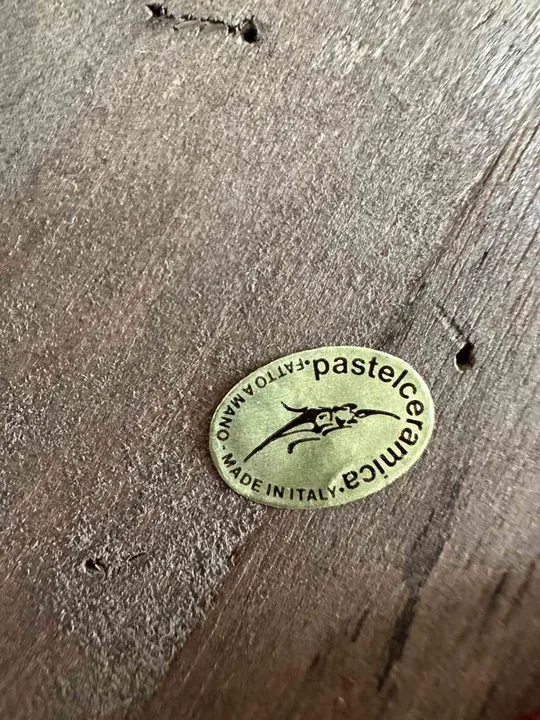 pastelceramica
FATTO A MANO - MADE IN ITALY